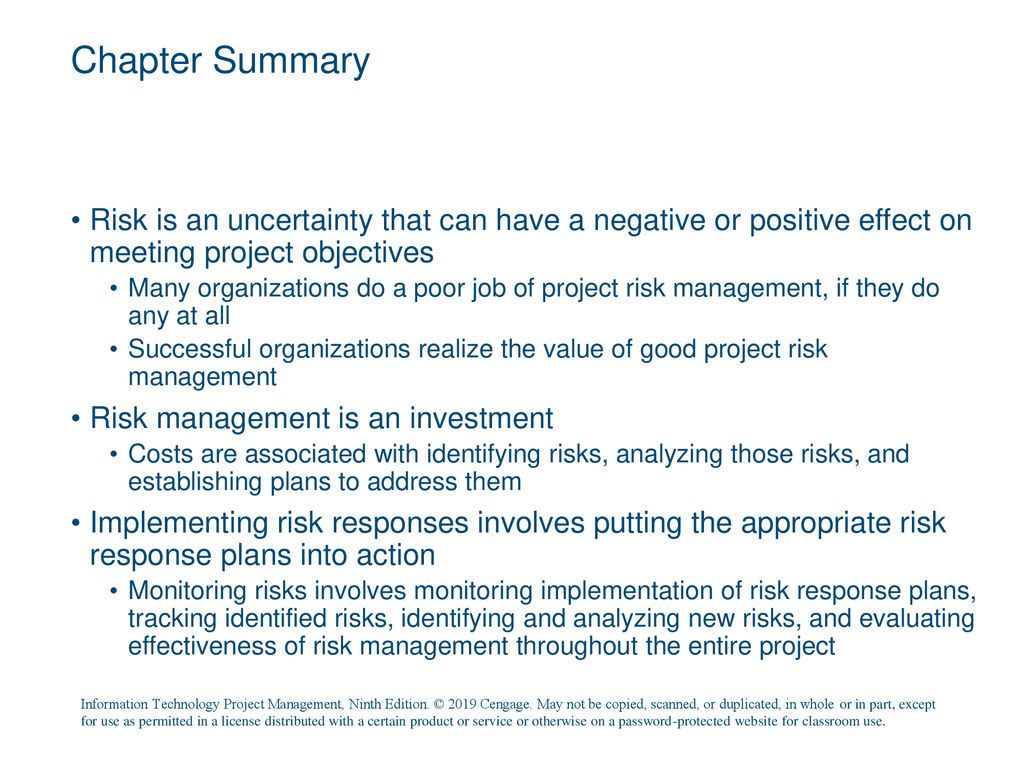 Chapter Summary
• Risk is an uncertainty that can have a negative or positive effect on
meeting project objectives
• Many organizations do a poor job of project risk management, if they do
any at all
• Successful organizations realize the value of good project risk
management
• Risk management is an investment
• Costs are associated with identifying risks, analyzing those risks, and
establishing plans to address them
• Implementing risk responses involves putting the appropriate risk
response plans into action
• Monitoring risks involves monitoring implementation of risk response plans,
tracking identified risks, identifying and analyzing new risks, and evaluating
effectiveness of risk management throughout the entire project
Information Technology Project Management, Ninth Edition. © 2019 Cengage. May not be copied, scanned, or duplicated, in whole or in part, except
for use as permitted in a license distributed with a certain product or service or otherwise on a password-protected website for classroom use.